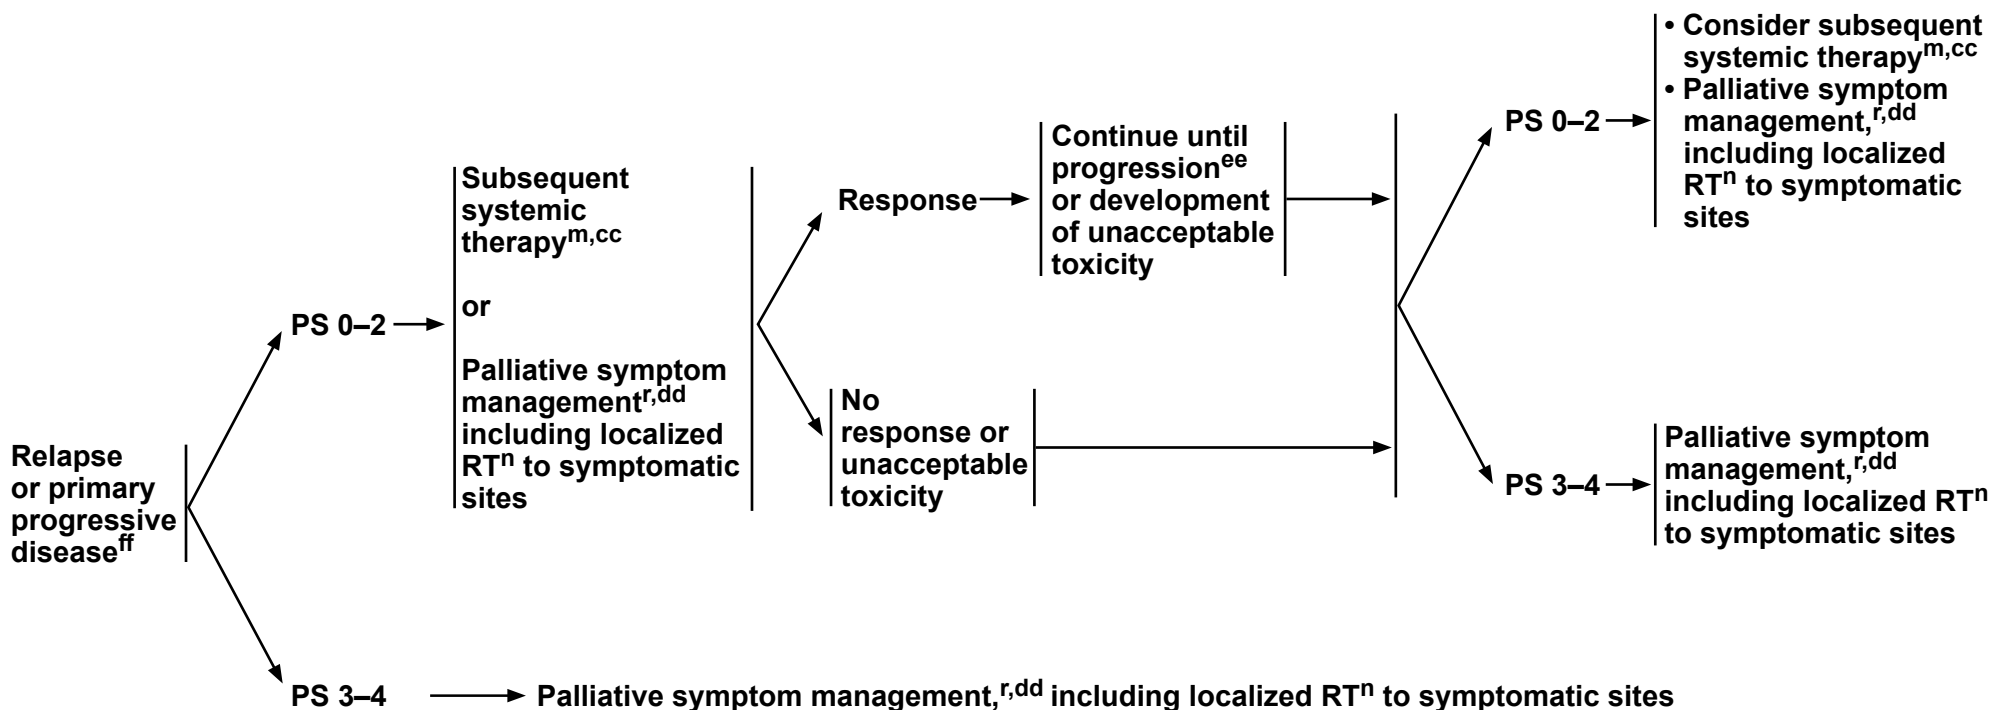 Relapse
or primary
progressive
disease^ff
PS 0–2
Subsequent
systemic
therapy^m,cc
or
Palliative symptom
management^r,dd
including localized
RT^n to symptomatic
sites
Response
Continue until
progression^ee
or development
of unacceptable
toxicity
No
response or
unacceptable
toxicity
PS 0–2
• Consider subsequent
systemic therapy^m,cc
• Palliative symptom
management,^r,dd
including localized
RT^n to symptomatic
sites
PS 3–4
Palliative symptom
management,^r,dd
including localized RT^n
to symptomatic sites
PS 3–4
Palliative symptom management,^r,dd including localized RT^n to symptomatic sites